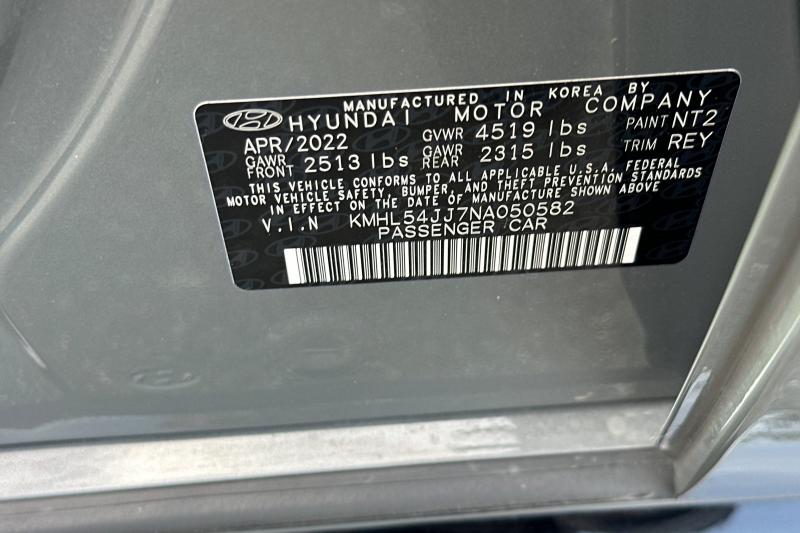 MANUFACTURED IN KOREA BY
HYUNDAI MOTOR COMPANY
APR/2022 GVWR 4519 lbs PAINT NT2
GAWR FRONT 2513 lbs GAWR REAR 2315 lbs TRIM REY
THIS VEHICLE CONFORMS TO ALL APPLICABLE U.S.A. FEDERAL
MOTOR VEHICLE SAFETY, BUMPER, AND THEFT PREVENTION STANDARDS
IN EFFECT ON THE DATE OF MANUFACTURE SHOWN ABOVE
V.I.N KMHL54JJ7NA050582
PASSENGER CAR